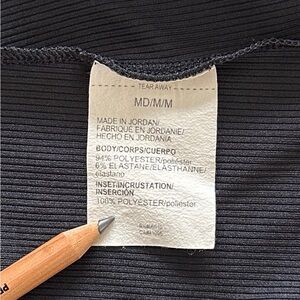 TEAR AWAY
MD/M/M
MADE IN JORDAN/
FABRIQUE EN JORDANIE/
HECHO EN JORDANIA
BODY/CORPS/CUERPO
94% POLYESTER/poliéster
6% ELASTANE/ELASTHANNE/
elastano
INSET/INCRUSTATION/
INSERCIÓN
100% POLYESTER/poliéster